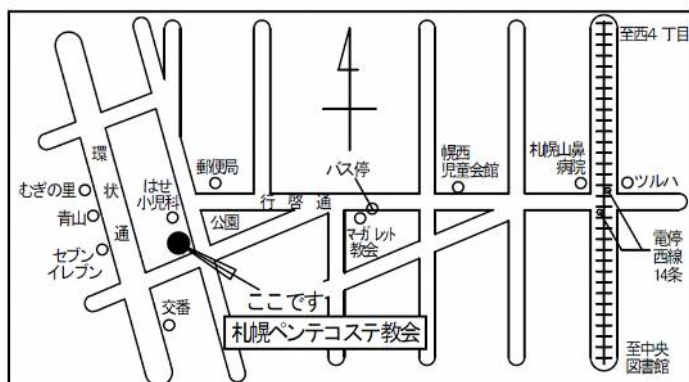 至西4丁目
環状通
むぎの里
青山
セブン
イレブン
はせ
小児科
郵便局
行啓通
公園
バス停
マーガレット
教会
幌西
児童会館
札幌山鼻
病院
ツルハ
電停
西線
14条
交番
ここです
札幌ペンテコステ教会
至中央
図書館